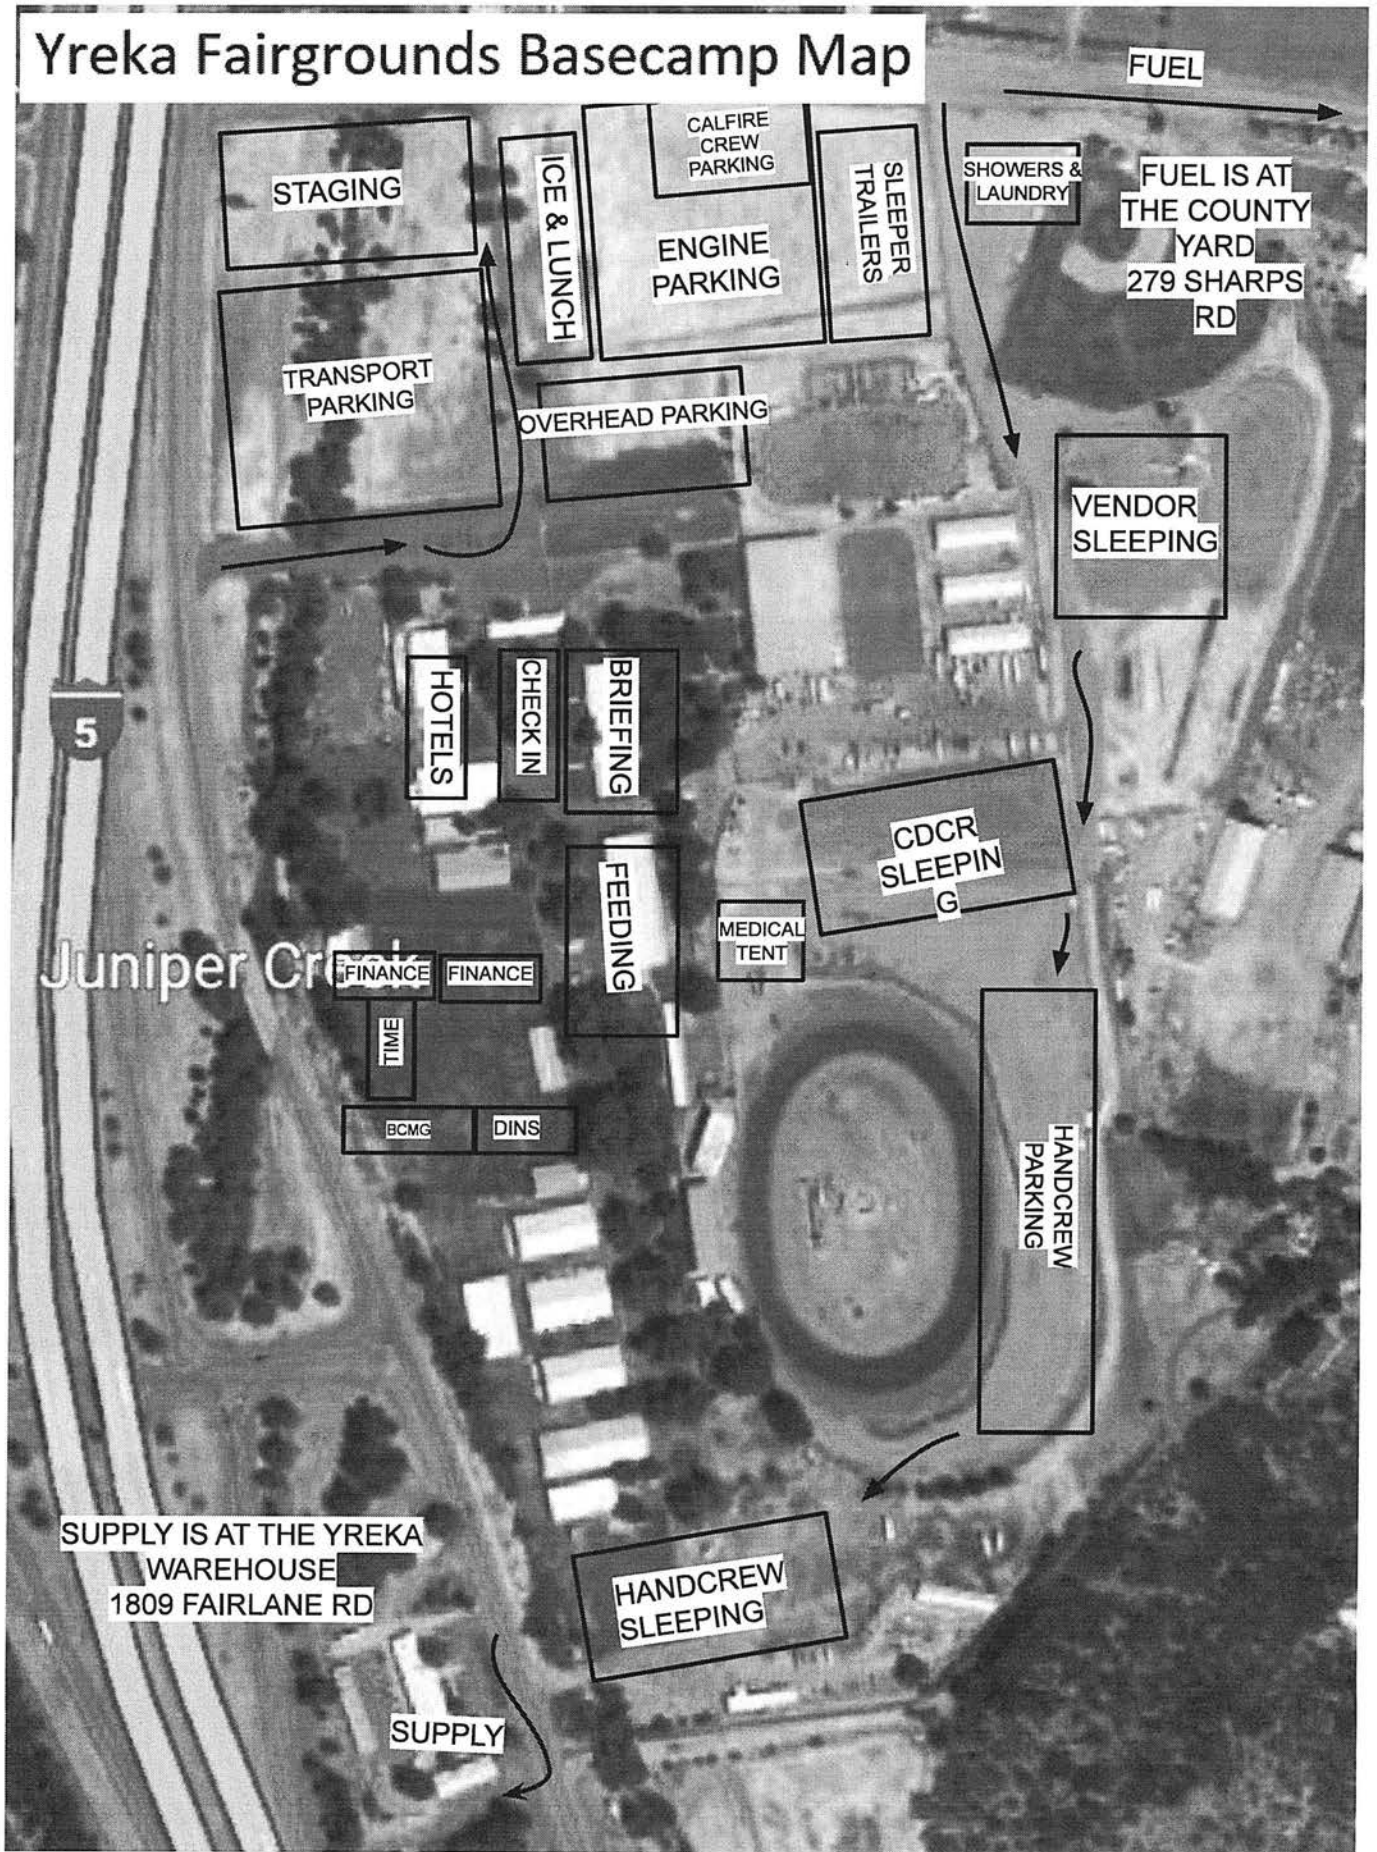 Yreka Fairgrounds Basecamp Map
FUEL
STAGING
ICE & LUNCH
CALFIRE
CREW
PARKING
ENGINE
PARKING
SLEEPER
TRAILERS
SHOWERS &
LAUNDRY
FUEL IS AT
THE COUNTY
YARD
279 SHARPS
RD
TRANSPORT
PARKING
OVERHEAD PARKING
VENDOR
SLEEPING
5
HOTELS
CHECK IN
BRIEFING
CDCR
SLEEPIN
G
FEEDING
MEDICAL
TENT
Juniper Creek
FINANCE
FINANCE
TIME
BCMG
DINS
HANDCREW
PARKING
SUPPLY IS AT THE YREKA
WAREHOUSE
1809 FAIRLANE RD
HANDCREW
SLEEPING
SUPPLY